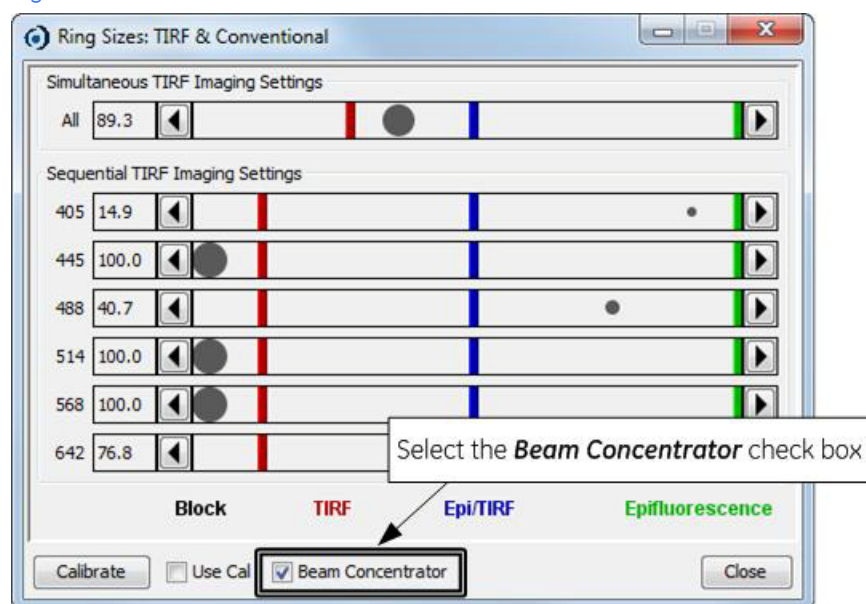 Ring Sizes: TIRF & Conventional
Simultaneous TIRF Imaging Settings
All 89.3
Sequential TIRF Imaging Settings
405 14.9
445 100.0
488 40.7
514 100.0
568 100.0
642 76.8
Select the Beam Concentrator check box
Block TIRF Epi/TIRF Epifluorescence
Calibrate Use Cal Beam Concentrator Close